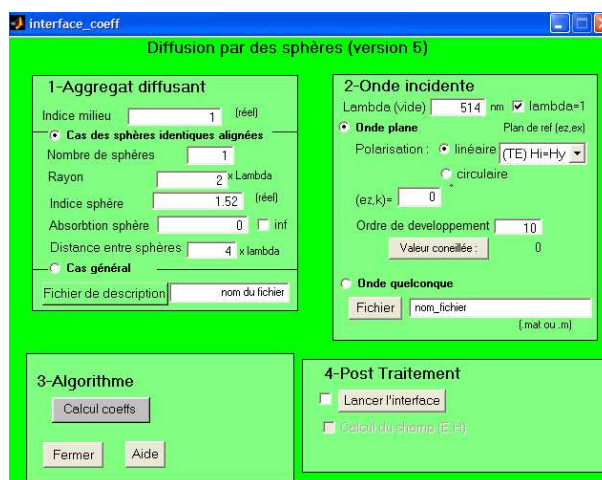 interface_coeff
Diffusion par des sphères (version 5)
1-Aggregat diffusant
Indice milieu 1 (réel)
Cas des sphères identiques alignées
Nombre de sphères 1
Rayon 2 x Lambda
Indice sphère 1.52 (réel)
Absorbtion sphère 0 inf
Distance entre sphères 4 x lambda
Cas général
Fichier de description nom du fichier
2-Onde incidente
Lambda (vide) 514 nm lambda=1
Onde plane Plan de ref (ez,ex)
Polarisation : linéaire (TE) Hi=Hy
circulaire
(ez,k)= 0 °
Ordre de developpement 10
Valeur coneillée : 0
Onde quelconque
Fichier nom_fichier
(.mat ou .m)
3-Algorithme
Calcul coeffs
Fermer Aide
4-Post Traitement
Lancer l'interface
Calcul du champ (E,H)